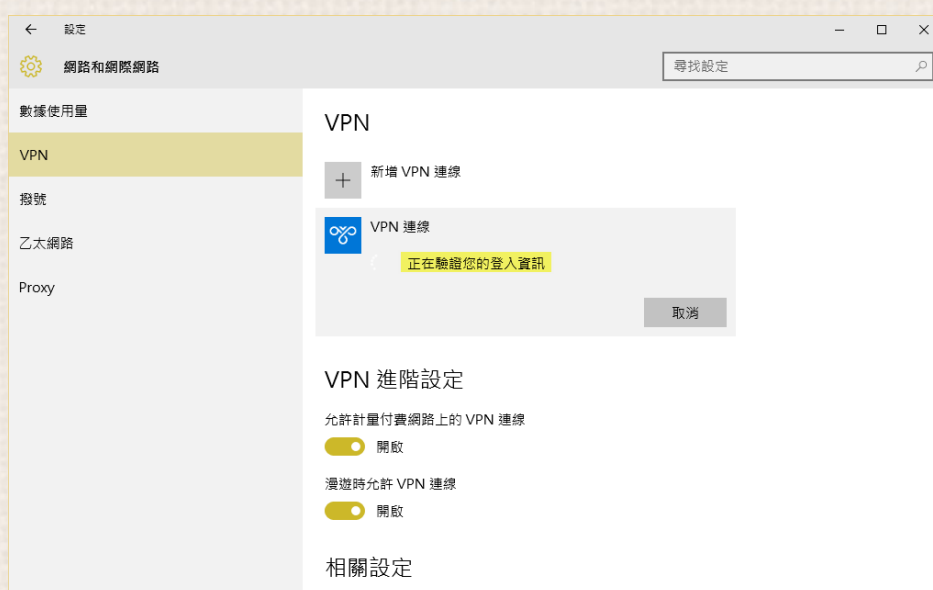 設定
網路和網際網路
尋找設定
數據使用量
VPN
撥號
乙太網路
Proxy
VPN
新增 VPN 連線
VPN 連線
正在驗證您的登入資訊
取消
VPN 進階設定
允許計量付費網路上的 VPN 連線
開啟
漫遊時允許 VPN 連線
開啟
相關設定